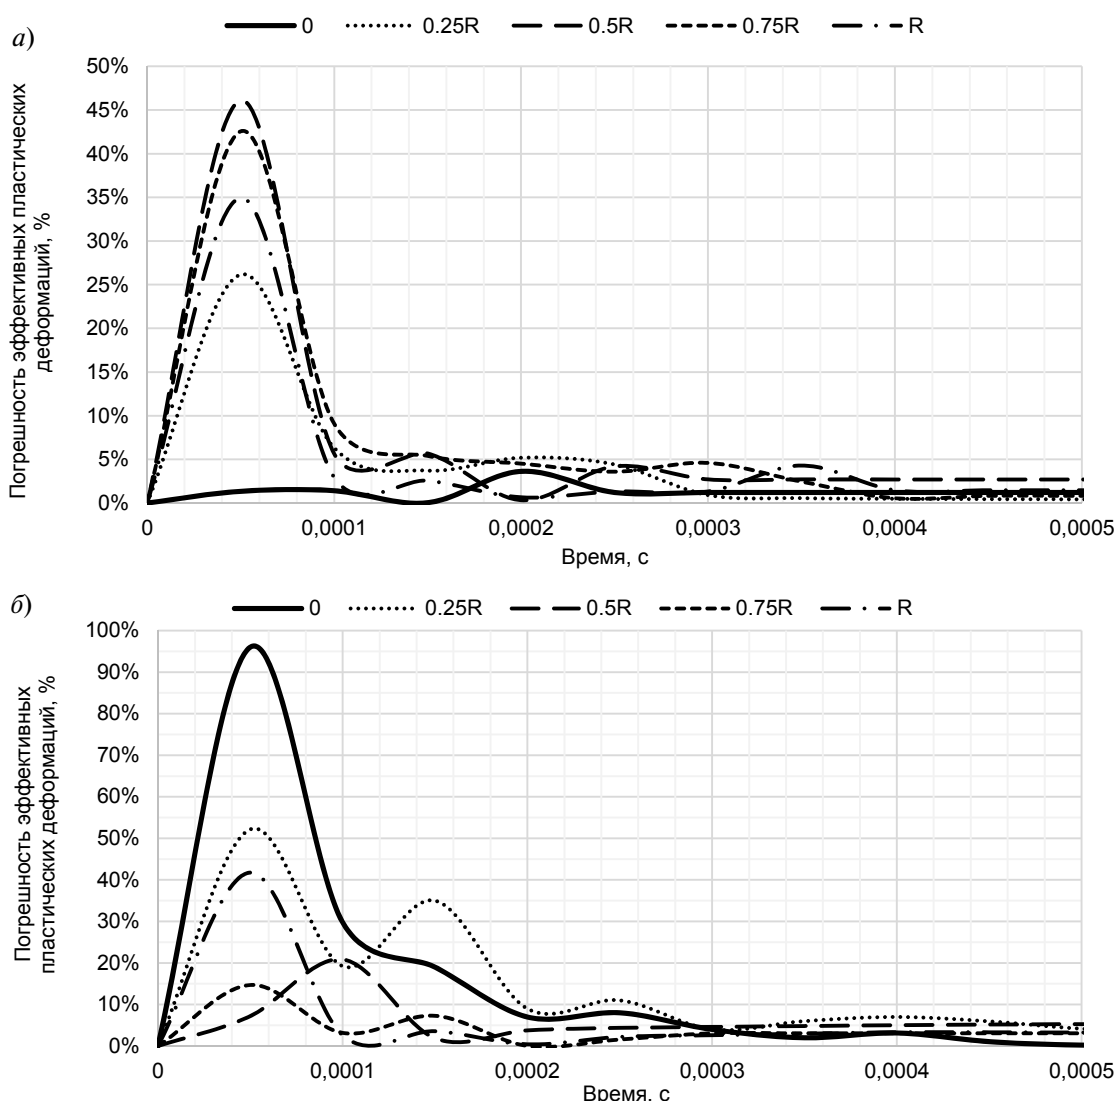 а)
0 0.25R 0.5R 0.75R R
Погрешность эффективных пластических
деформаций, %
50%
45%
40%
35%
30%
25%
20%
15%
10%
5%
0%
0 0,0001 0,0002 0,0003 0,0004 0,0005
Время, с
б)
0 0.25R 0.5R 0.75R R
Погрешность эффективных
пластических деформаций, %
100%
90%
80%
70%
60%
50%
40%
30%
20%
10%
0%
0 0,0001 0,0002 0,0003 0,0004 0,0005
Время, с